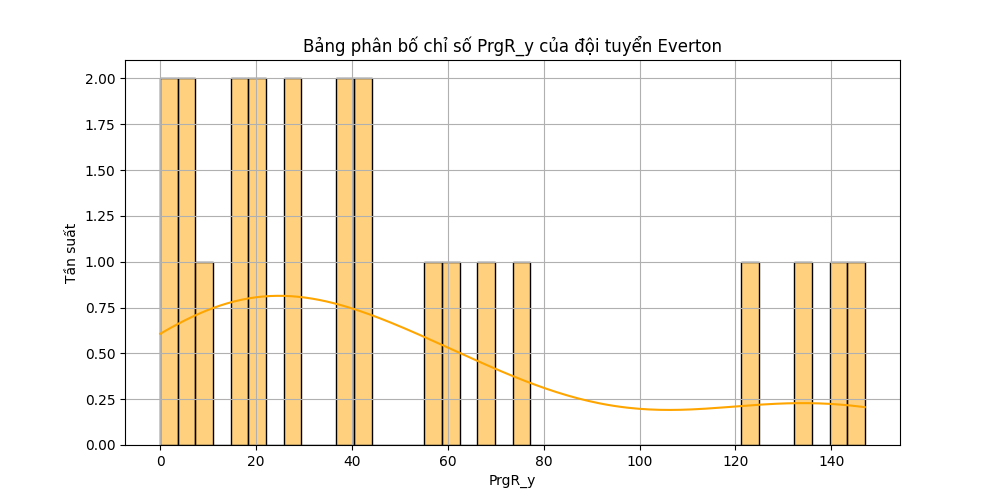 Bảng phân bố chỉ số PrgR_y của đội tuyển Everton
2.00
1.75
1.50
1.25
1.00
0.75
0.50
0.25
0.00
Tần suất
0 20 40 60 80 100 120 140
PrgR_y